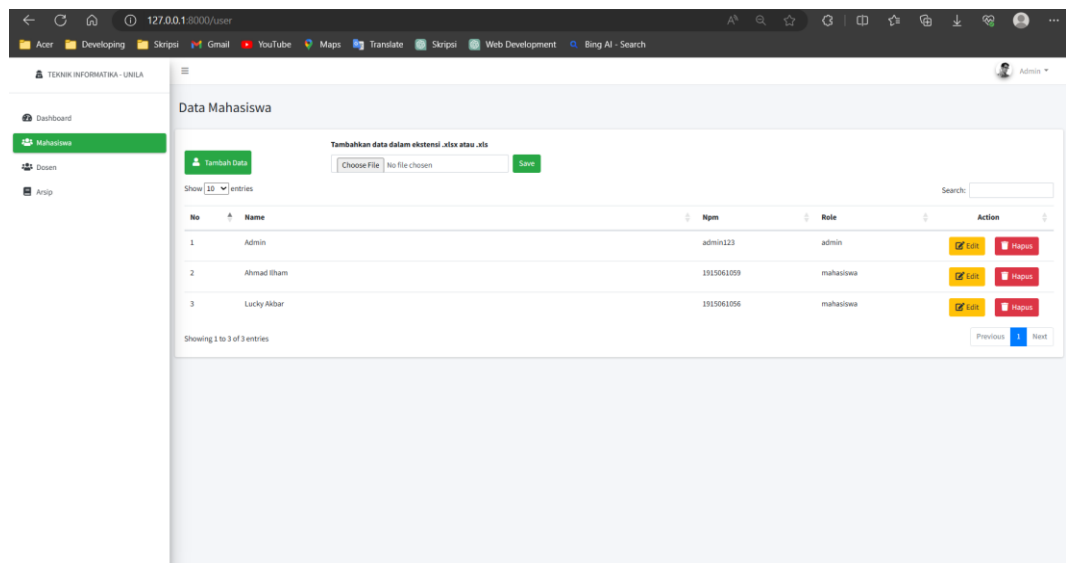 127.0.0.1:8000/user
Acer Developing Skripsi Gmail YouTube Maps Translate Skripsi Web Development Bing AI - Search
TEKNIK INFORMATIKA - UNILA
Admin
Dashboard
Mahasiswa
Dosen
Arsip
Data Mahasiswa
Tambah Data
Tambahkan data dalam ekstensi .xlsx atau .xls
Choose File No file chosen Save
Show 10 entries
Search:
No Name Npm Role Action
1 Admin admin123 admin Edit Hapus
2 Ahmad Ilham 1915061059 mahasiswa Edit Hapus
3 Lucky Akbar 1915061056 mahasiswa Edit Hapus
Showing 1 to 3 of 3 entries
Previous 1 Next